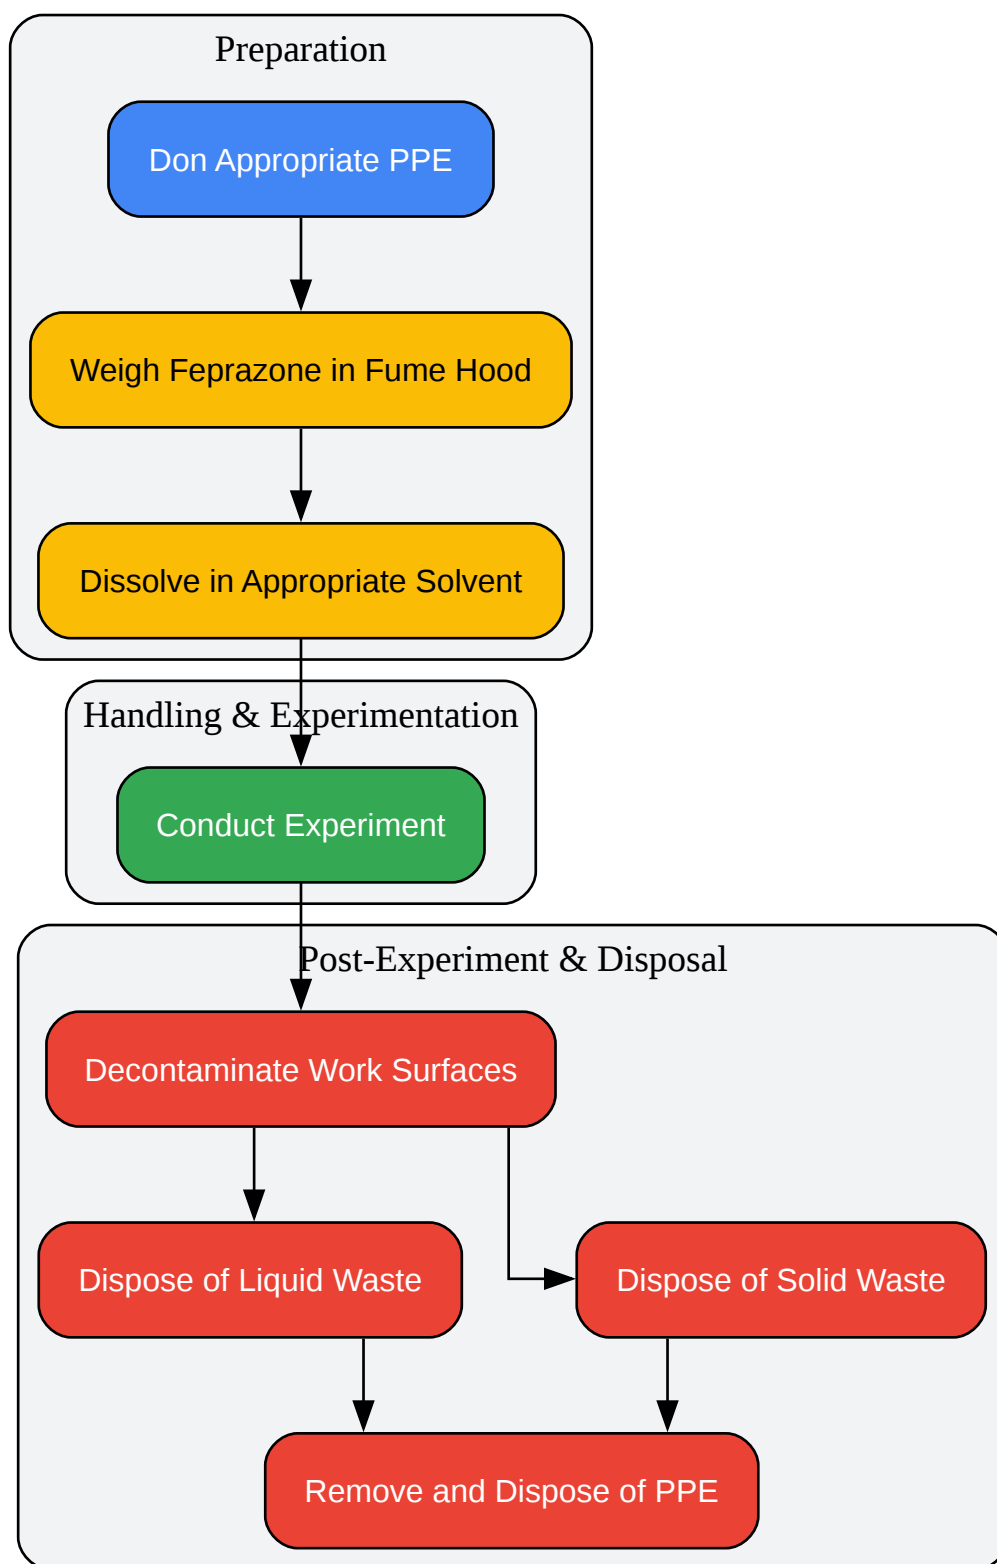 Preparation
Don Appropriate PPE
Weigh Feprazone in Fume Hood
Dissolve in Appropriate Solvent
Handling & Experimentation
Conduct Experiment
Post-Experiment & Disposal
Decontaminate Work Surfaces
Dispose of Liquid Waste
Dispose of Solid Waste
Remove and Dispose of PPE